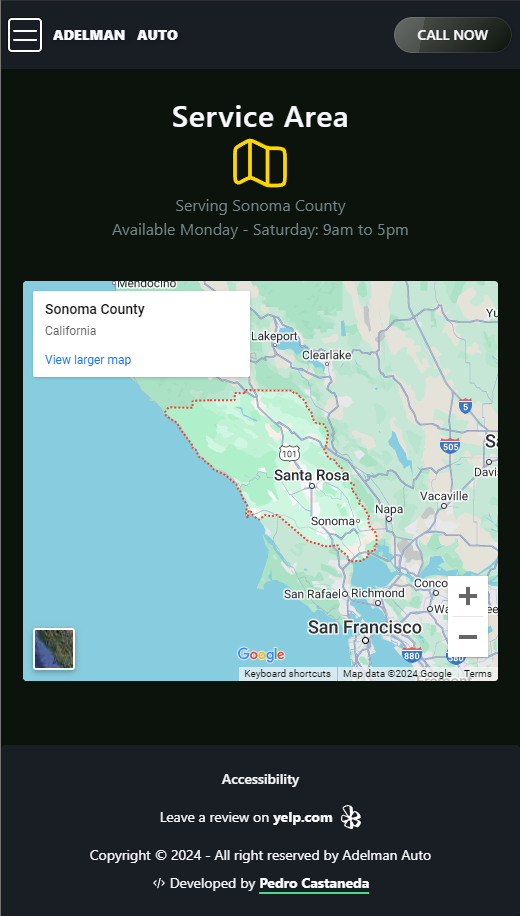 ADELMAN AUTO
CALL NOW
Service Area
Serving Sonoma County
Available Monday - Saturday: 9am to 5pm
Mendocino
Sonoma County
California
View larger map
Lakeport
Clearlake
Yu
5
505
Sa
101
Davi
Santa Rosa
Vacaville
Napa
Sonoma
San Rafael
Richmond
Conco
San Francisco
880
580
Google
Keyboard shortcuts
Map data ©2024 Google
Terms
Accessibility
Leave a review on yelp.com
Copyright © 2024 - All right reserved by Adelman Auto
</> Developed by Pedro Castaneda